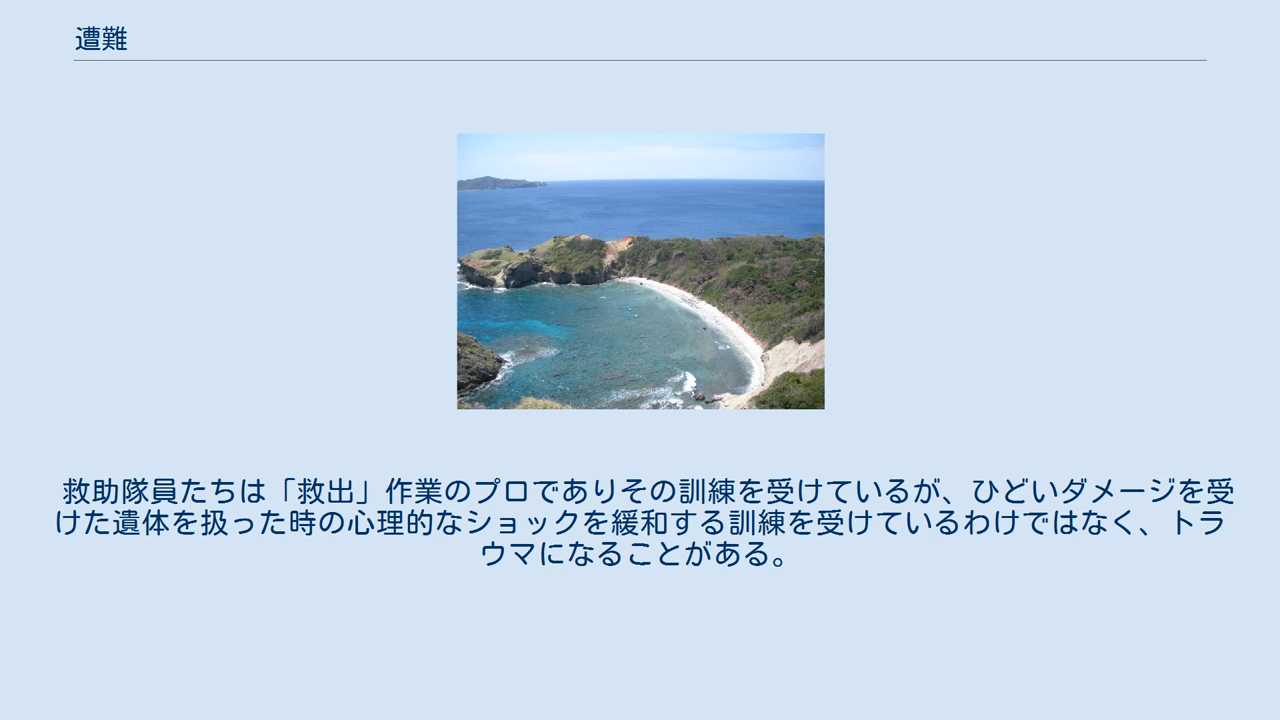 遭難
救助隊員たちは「救出」作業のプロでありその訓練を受けているが、ひどいダメージを受
けた遺体を扱った時の心理的なショックを緩和する訓練を受けているわけではなく、トラ
ウマになることがある。